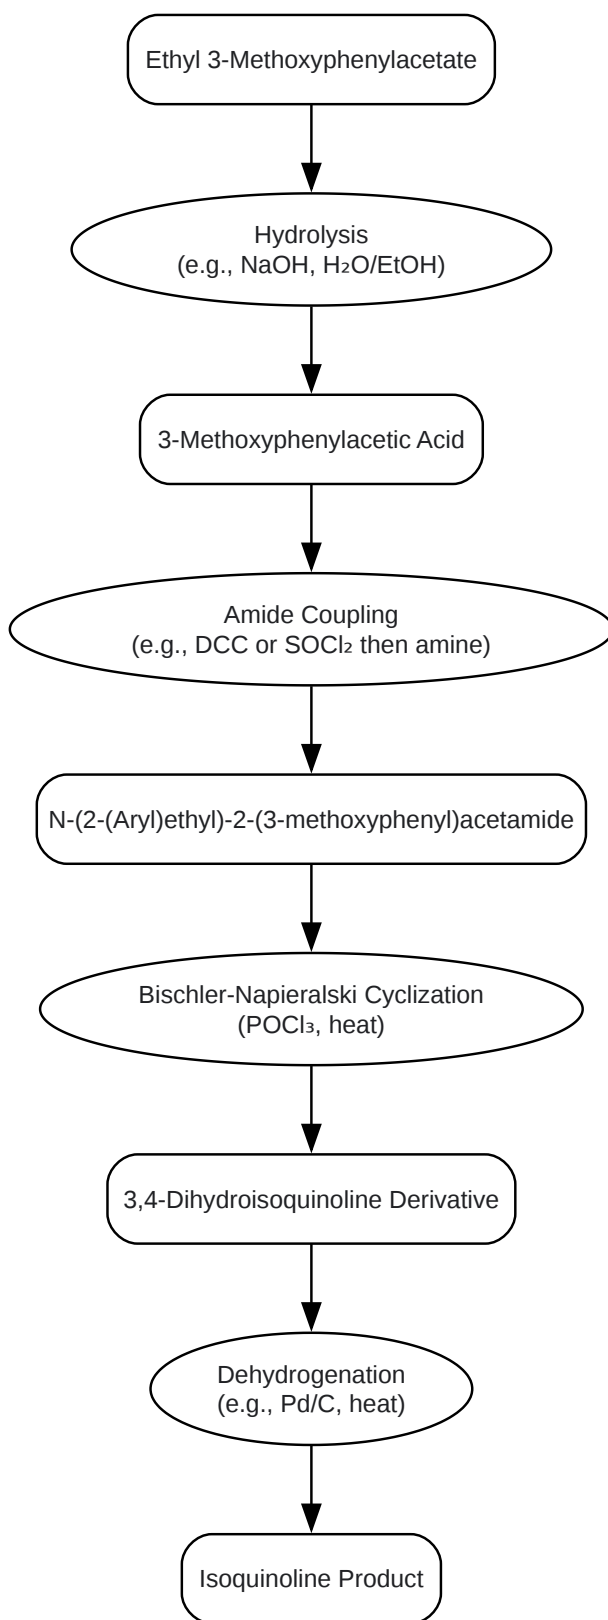 Ethyl 3-Methoxyphenylacetate
Hydrolysis
(e.g., NaOH, H₂O/EtOH)
3-Methoxyphenylacetic Acid
Amide Coupling
(e.g., DCC or SOCl₂ then amine)
N-(2-(Aryl)ethyl)-2-(3-methoxyphenyl)acetamide
Bischler-Napieralski Cyclization
(POCl₃, heat)
3,4-Dihydroisoquinoline Derivative
Dehydrogenation
(e.g., Pd/C, heat)
Isoquinoline Product